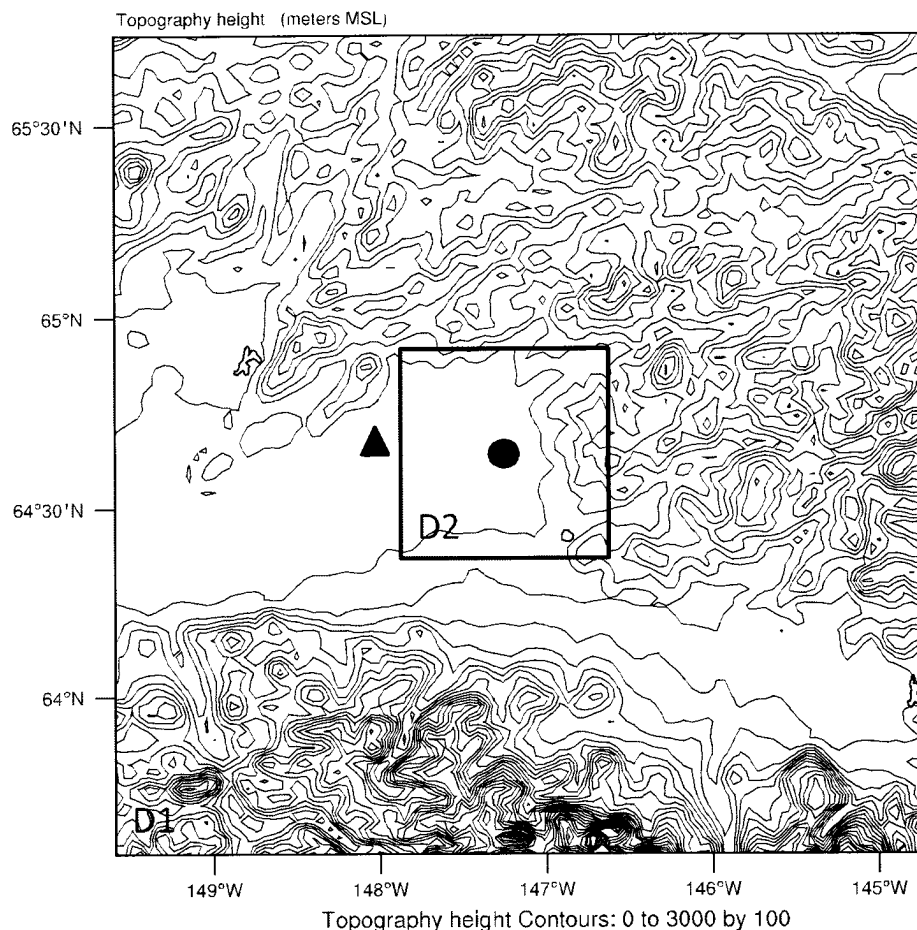 Topography height (meters MSL)
65°30'N
65°N
64°30'N
D2
64°N
D1
149°W 148°W 147°W 146°W 145°W
Topography height Contours: 0 to 3000 by 100